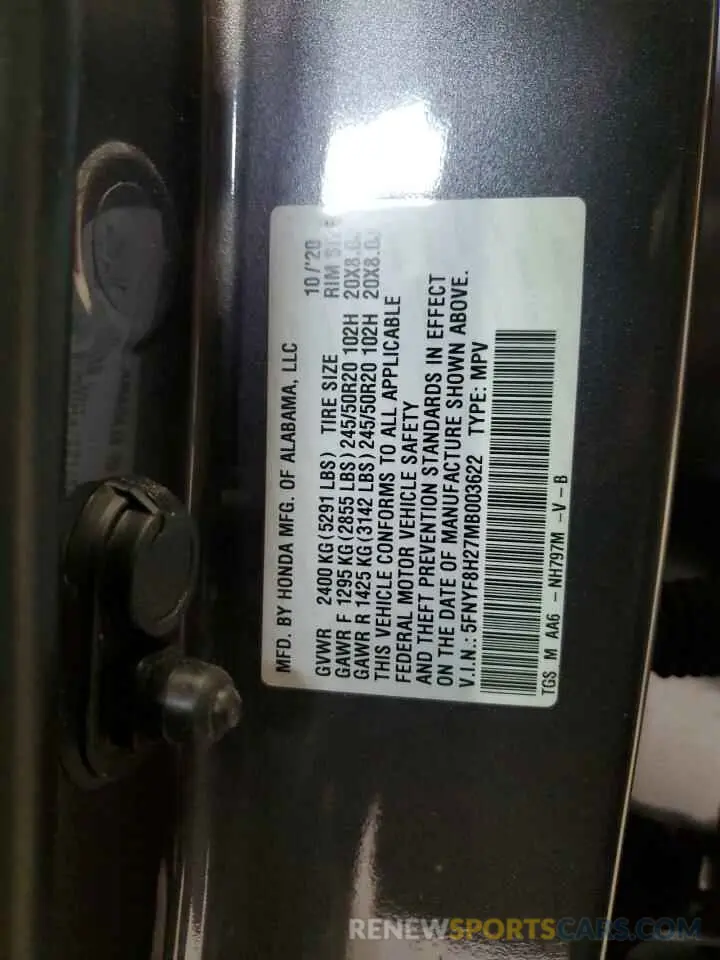 MFD. BY HONDA MFG. OF ALABAMA, LLC 10/'20
GVWR 2400 KG (5291 LBS) TIRE SIZE RIM SIZE
GAWR F 1295 KG (2855 LBS) 245/50R20 102H 20X8.0J
GAWR R 1425 KG (3142 LBS) 245/50R20 102H 20X8.0J
THIS VEHICLE CONFORMS TO ALL APPLICABLE
FEDERAL MOTOR VEHICLE SAFETY
AND THEFT PREVENTION STANDARDS IN EFFECT
ON THE DATE OF MANUFACTURE SHOWN ABOVE.
V.I.N.: 5FNYF8H27MB003622 TYPE: MPV
TGS M AA6 - NH797M -V - B
RENEWSPORTSCARS.COM